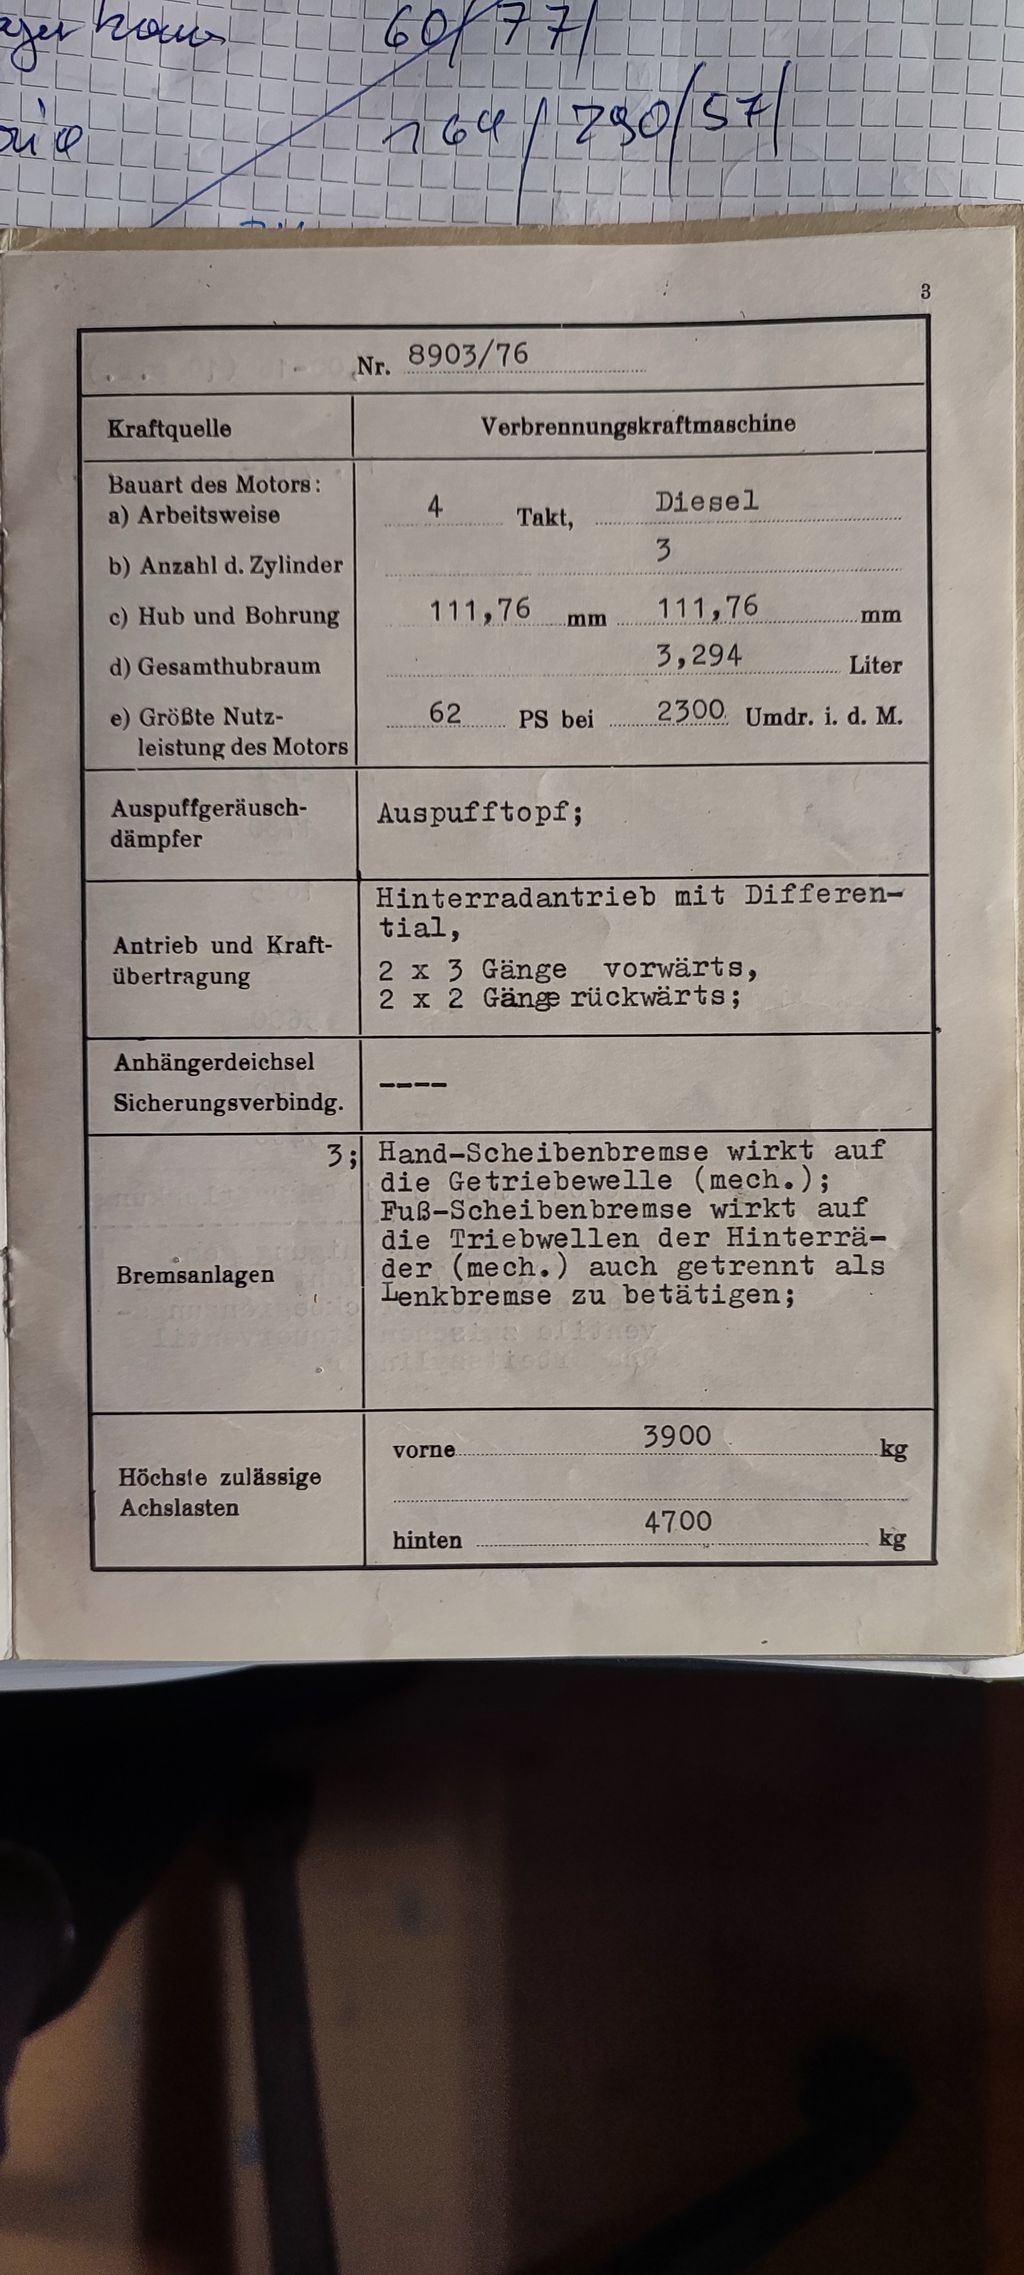 60/77/
164/290/57/
3
Nr. 8903/76
Kraftquelle Verbrennungskraftmaschine
Bauart des Motors:
a) Arbeitsweise 4 Takt, Diesel
b) Anzahl d. Zylinder 3
c) Hub und Bohrung 111,76 mm 111,76 mm
d) Gesamthubraum 3,294 Liter
e) Größte Nutz- 62 PS bei 2300 Umdr. i. d. M.
leistung des Motors
Auspuffgeräusch-
dämpfer
Auspufftopf;
Antrieb und Kraft-
übertragung
Hinterradantrieb mit Differen-
tial,
2 x 3 Gänge vorwärts,
2 x 2 Gänge rückwärts;
Anhängerdeichsel
Sicherungsverbindg.
----
Bremsanlagen
3; Hand-Scheibenbremse wirkt auf
die Getriebewelle (mech.);
Fuß-Scheibenbremse wirkt auf
die Triebwellen der Hinterrä-
der (mech.) auch getrennt als
Lenkbremse zu betätigen;
Höchste zulässige
Achslasten
vorne 3900 kg
hinten 4700 kg